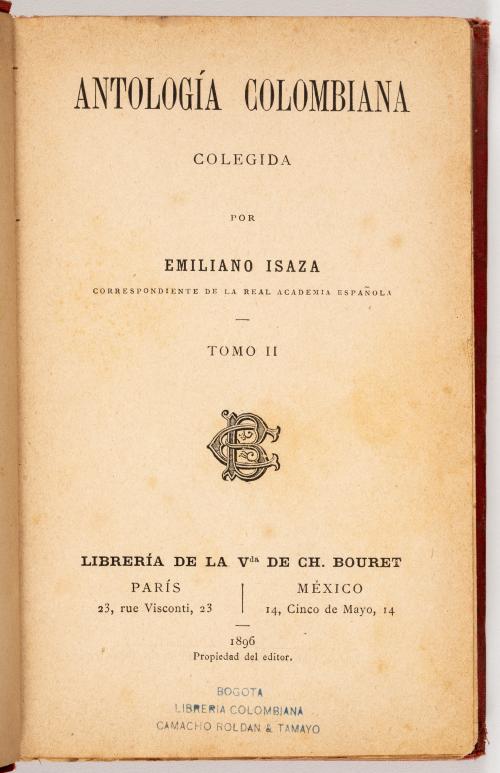 ANTOLOGÍA COLOMBIANA
COLEGIDA
POR
EMILIANO ISAZA
CORRESPONDIENTE DE LA REAL ACADEMIA ESPAÑOLA
TOMO II
LIBRERÍA DE LA Vda DE CH. BOURET
PARÍS
23, rue Visconti, 23
MÉXICO
14, Cinco de Mayo, 14
1896
Propiedad del editor.
BOGOTA
LIBRERIA COLOMBIANA
CAMACHO ROLDAN & TAMAYO